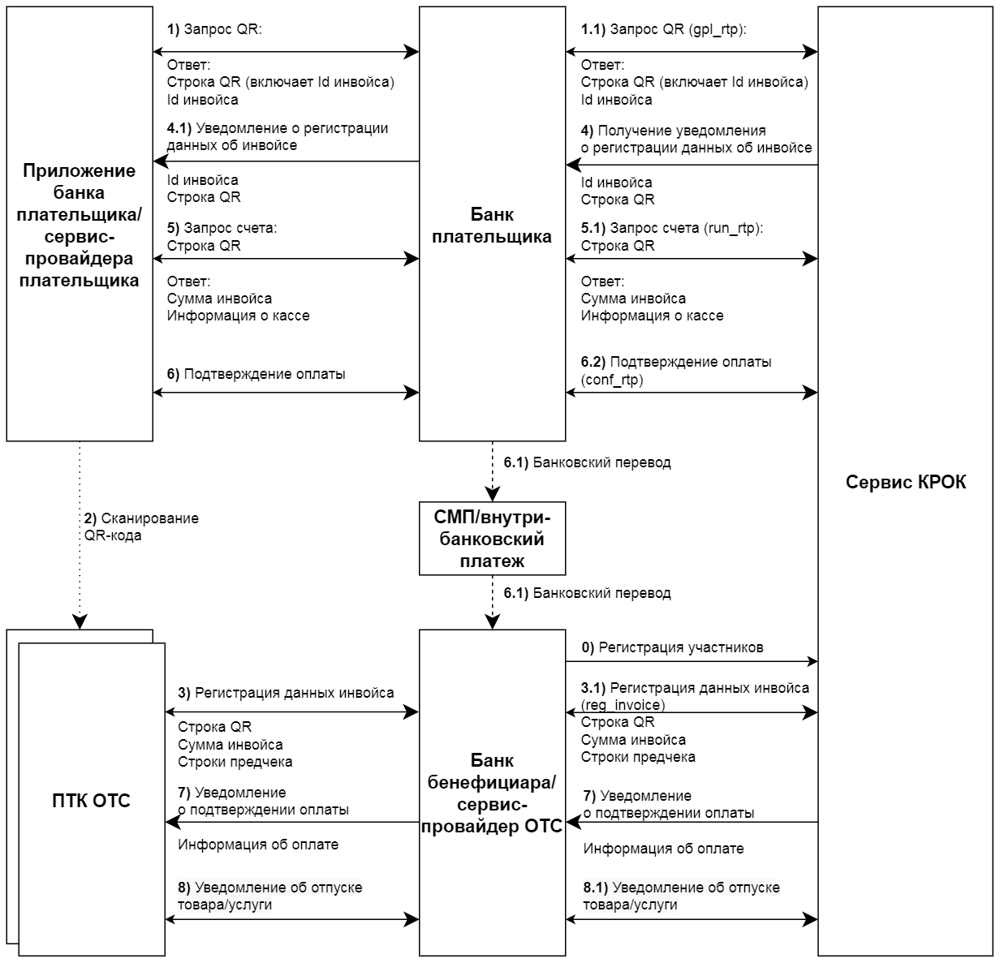 1) Запрос QR:
Ответ:
Строка QR (включает Id инвойса)
Id инвойса
4.1) Уведомление о регистрации
данных об инвойсе
Id инвойса
Строка QR
5) Запрос счета:
Строка QR
Ответ:
Сумма инвойса
Информация о кассе
6) Подтверждение оплаты
1.1) Запрос QR (gpl_rtp):
Ответ:
Строка QR (включает Id инвойса)
Id инвойса
4) Получение уведомления
о регистрации данных об инвойсе
Id инвойса
Строка QR
5.1) Запрос счета (run_rtp):
Строка QR
Ответ:
Сумма инвойса
Информация о кассе
6.2) Подтверждение оплаты
(conf_rtp)
Приложение
банка
плательщика/
сервис-
провайдера
плательщика
Банк
плательщика
Сервис КРОК
6.1) Банковский перевод
2) Сканирование
QR-кода
СМП/внутри-
банковский
платеж
6.1) Банковский перевод
0) Регистрация участников
3) Регистрация данных инвойса
Строка QR
Сумма инвойса
Строки предчека
7) Уведомление
о подтверждении оплаты
Информация об оплате
8) Уведомление об отпуске
товара/услуги
3.1) Регистрация данных инвойса
(reg_invoice)
Строка QR
Сумма инвойса
Строки предчека
7) Уведомление
о подтверждении оплаты
Информация об оплате
8.1) Уведомление об отпуске
товара/услуги
ПТК ОТС
Банк
бенефициара/
сервис-
провайдер ОТС